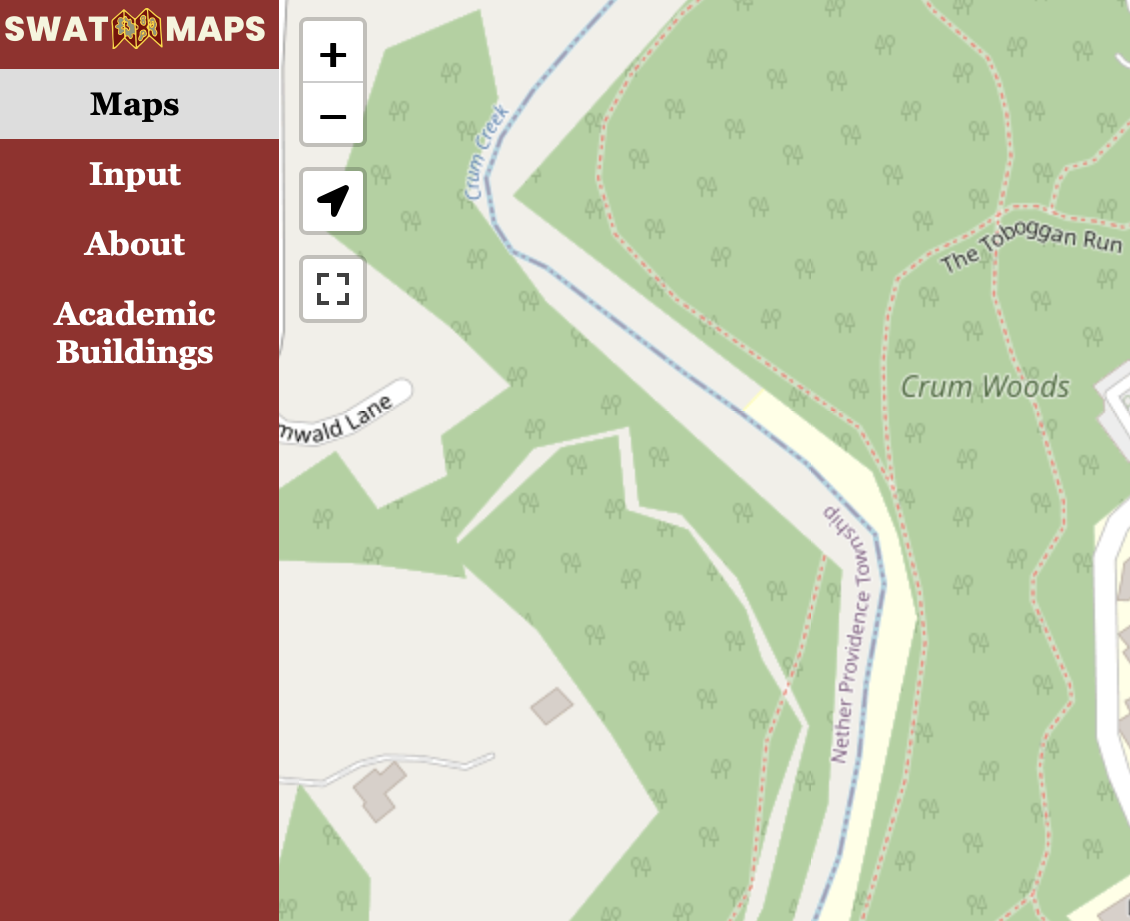 SWAT MAPS
Maps
Input
About
Academic
Buildings
+
−
Crum Creek
The Toboggan Run
Crum Woods
mwald Lane
Nether Providence Township